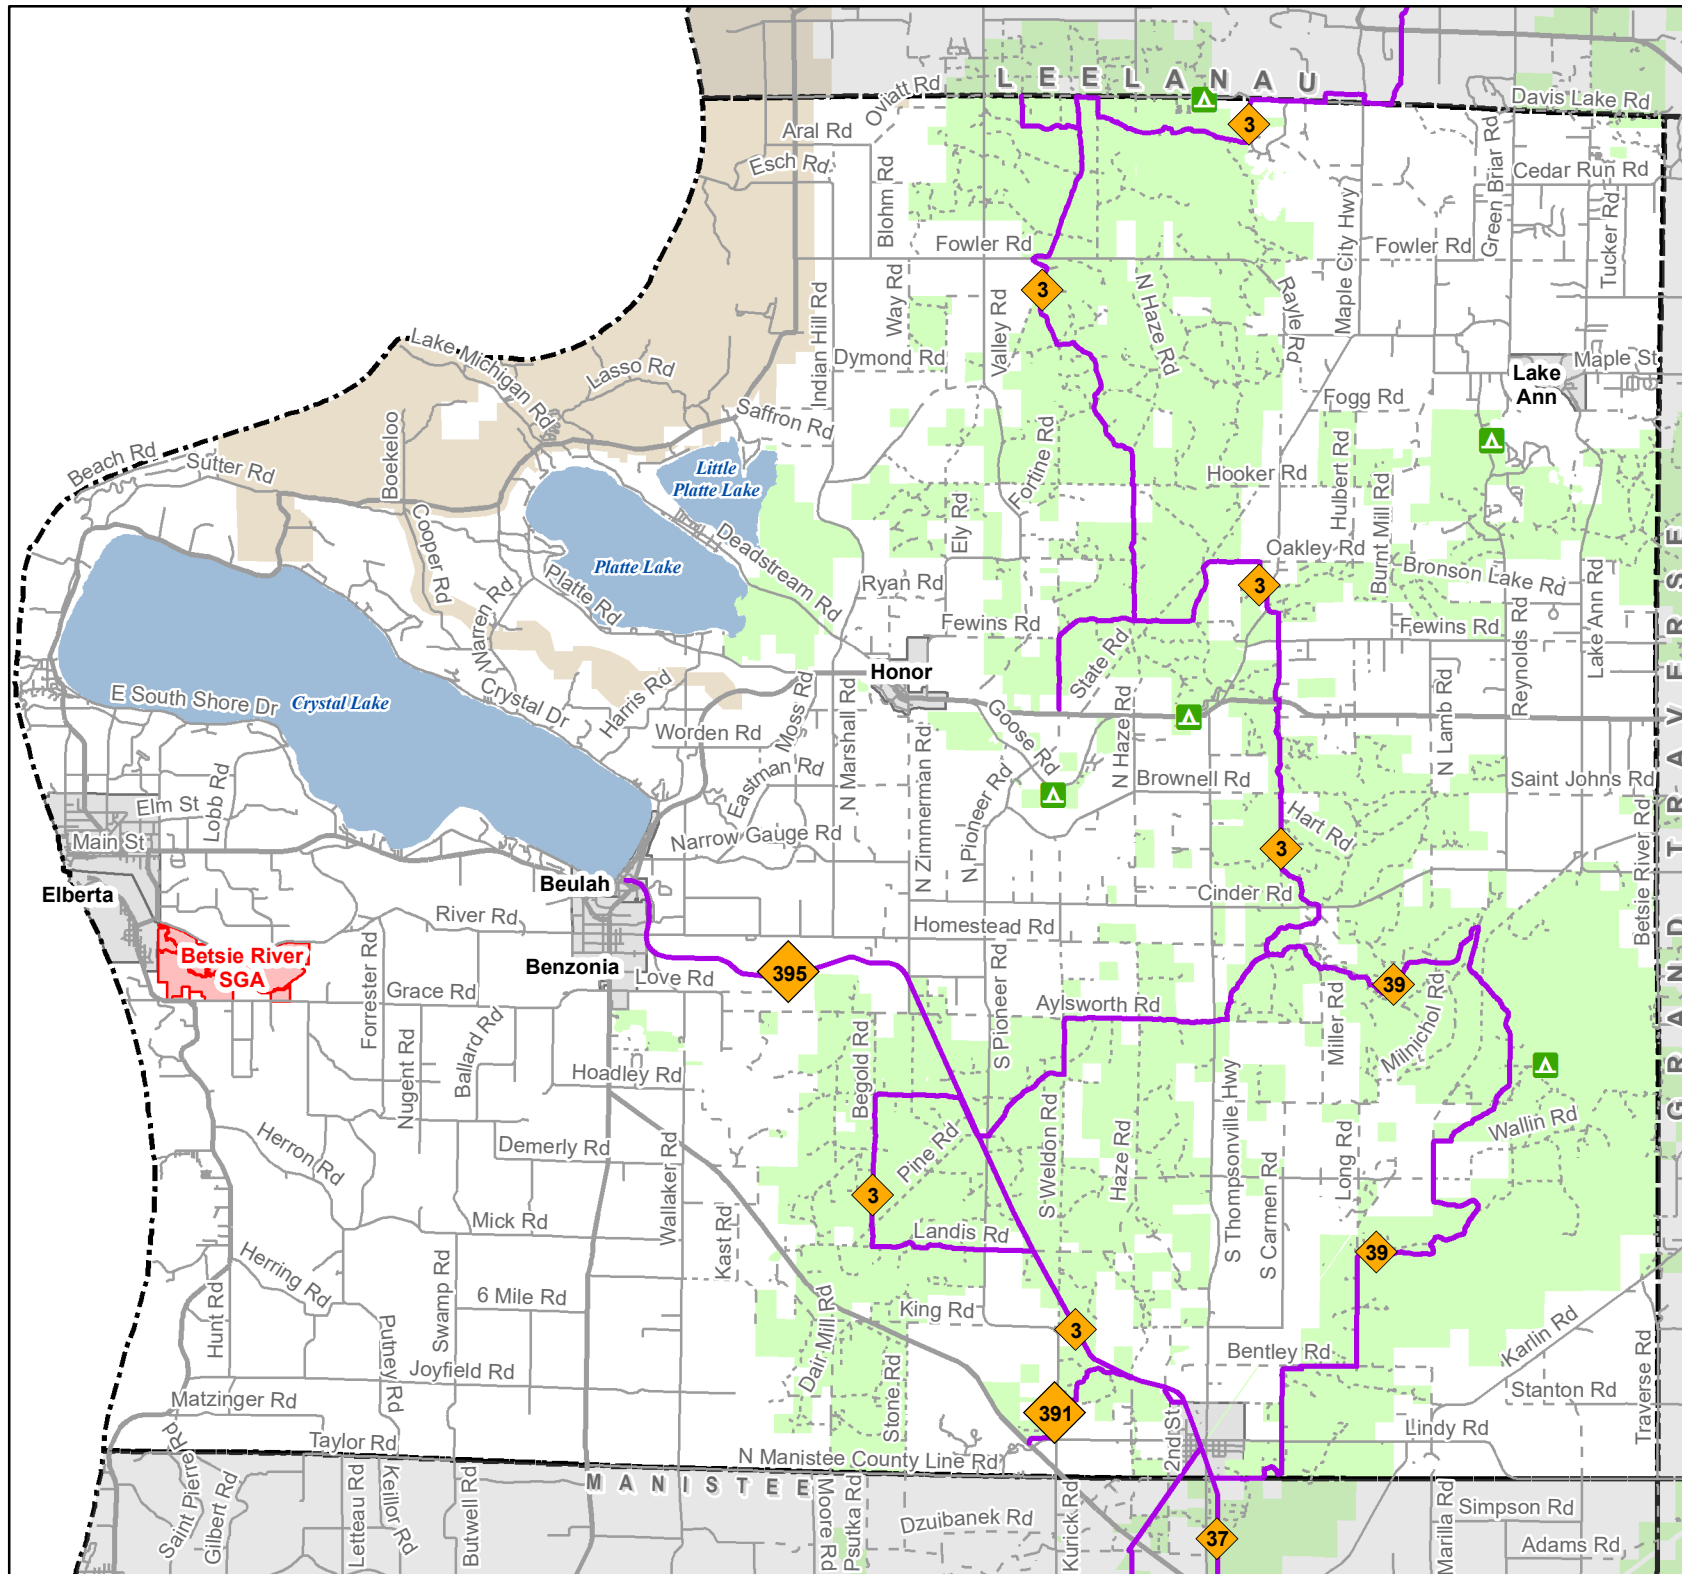 LEELANAU
Davis Lake Rd
Oviatt Rd
Aral Rd
Esch Rd
3
Green Briar Rd
Cedar Run Rd
Blohm Rd
Maple City Hwy
Tucker Rd
Fowler Rd
Fowler Rd
3
Way Rd
Indian Hill Rd
Valley Rd
N Haze Rd
Rayle Rd
Lake Michigan Rd
Lasso Rd
Dymond Rd
Maple St
Lake
Ann
Fogg Rd
Saffron Rd
Beach Rd
Sutter Rd
Boekeloo
Little
Platte Lake
Fortine Rd
Hooker Rd
Hulbert Rd
Burnt Mill Rd
Cooper Rd
Ely Rd
Deadstream Rd
Oakley Rd
Platte Lake
Platte Rd
Ryan Rd
3
Bronson Lake Rd
Lake Ann Rd
Warren Rd
Fewins Rd
Fewins Rd
Reynolds Rd
State Rd
Honor
E South Shore Dr
Crystal Lake
Crystal Dr
Harris Rd
Moss Rd
N Marshall Rd
Goose Rd
N Haze Rd
N Lamb Rd
Worden Rd
N Zimmerman Rd
Eastman Rd
Brownell Rd
Saint Johns Rd
Elm St
Lobb Rd
N Pioneer Rd
Main St
Narrow Gauge Rd
Hart Rd
3
Betsie River Rd
GRAND TRAVERSE
Elberta
Beulah
Cinder Rd
River Rd
Homestead Rd
Betsie River
SGA
Benzonia
Love Rd
395
39
Forrester Rd
Grace Rd
S Pioneer Rd
Aylsworth Rd
Miller Rd
Milnichol Rd
Nugent Rd
Ballard Rd
Begold Rd
Hoadley Rd
S Thompsonville Hwy
Herron Rd
Demerly Rd
Pine Rd
S Weldon Rd
Haze Rd
Long Rd
Wallin Rd
Wallaker Rd
3
S Carmen Rd
Mick Rd
Kast Rd
Landis Rd
39
Herring Rd
Hunt Rd
Swamp Rd
6 Mile Rd
Dair Mill Rd
King Rd
3
Putney Rd
Bentley Rd
Karlin Rd
Joyfield Rd
Stone Rd
Matzinger Rd
391
Stanton Rd
Traverse Rd
2nd St
Lindy Rd
Taylor Rd
Saint Pierre Rd
N Manistee County Line Rd
MANISTEE
Gilbert Rd
Letteau Rd
Keillor Rd
Butwell Rd
Moore Rd
Psutka Rd
Dzuibanek Rd
Kurick Rd
37
Marilla Rd
Simpson Rd
Adams Rd